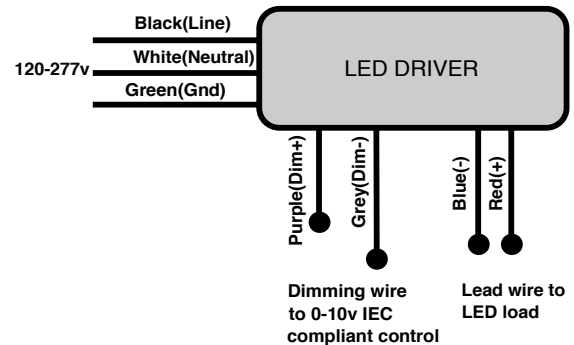 Black(Line)
120-277v
White(Neutral)
Green(Gnd)
LED DRIVER
Purple(Dim+)
Grey(Dim-)
Blue(-)
Red(+)
Dimming wire
to 0-10v IEC
compliant control
Lead wire to
LED load